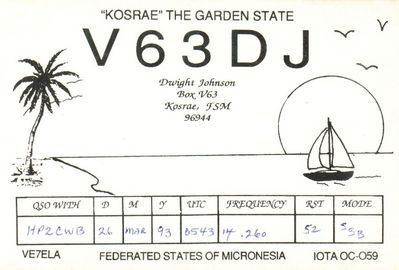 "KOSRAE" THE GARDEN STATE
V63DJ
Dwight Johnson
Box V63
Kosrae, FSM
96944
QSO WITH D M Y UTC FREQUENCY RST MODE
HP2CWB 26 MAR 93 0543 14.260 52 SSB
VE7ELA FEDERATED STATES OF MICRONESIA IOTA OC-O59